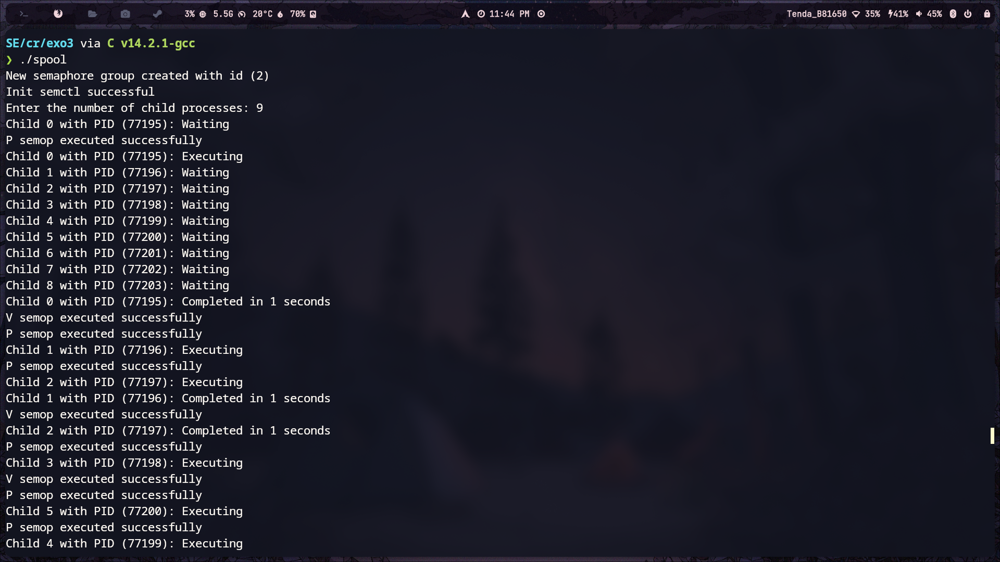 3% 5.5G 20°C 70% 11:44 PM Tenda_B81650 35% 41% 45%
SE/cr/exo3 via C v14.2.1-gcc
❯ ./spool
New semaphore group created with id (2)
Init semctl successful
Enter the number of child processes: 9
Child 0 with PID (77195): Waiting
P semop executed successfully
Child 0 with PID (77195): Executing
Child 1 with PID (77196): Waiting
Child 2 with PID (77197): Waiting
Child 3 with PID (77198): Waiting
Child 4 with PID (77199): Waiting
Child 5 with PID (77200): Waiting
Child 6 with PID (77201): Waiting
Child 7 with PID (77202): Waiting
Child 8 with PID (77203): Waiting
Child 0 with PID (77195): Completed in 1 seconds
V semop executed successfully
P semop executed successfully
Child 1 with PID (77196): Executing
P semop executed successfully
Child 2 with PID (77197): Executing
Child 1 with PID (77196): Completed in 1 seconds
V semop executed successfully
Child 2 with PID (77197): Completed in 1 seconds
P semop executed successfully
Child 3 with PID (77198): Executing
V semop executed successfully
P semop executed successfully
Child 5 with PID (77200): Executing
P semop executed successfully
Child 4 with PID (77199): Executing